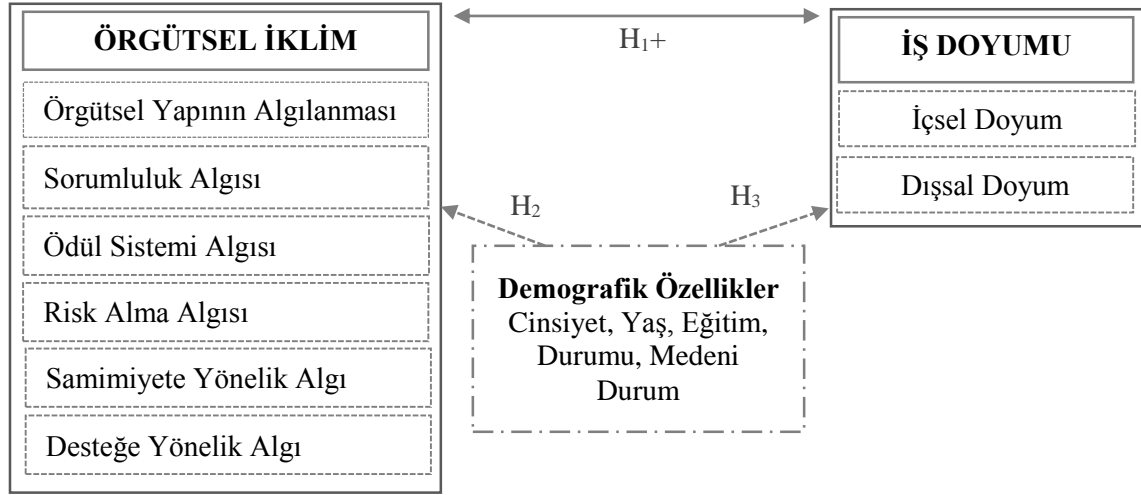 ÖRGÜTSEL İKLİM
Örgütsel Yapının Algılanması
Sorumluluk Algısı
Ödül Sistemi Algısı
Risk Alma Algısı
Samimiyete Yönelik Algı
Desteğe Yönelik Algı
H₁+
H₂
H₃
Demografik Özellikler
Cinsiyet, Yaş, Eğitim,
Durumu, Medeni
Durum
İŞ DOYUMU
İçsel Doyum
Dışsal Doyum